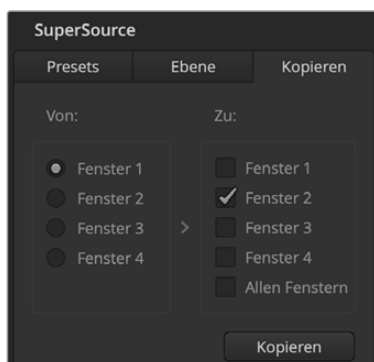 SuperSource
Presets Ebene Kopieren
Von: Zu:
Fenster 1 Fenster 1
Fenster 2 Fenster 2
Fenster 3 > Fenster 3
Fenster 4 Fenster 4
Allen Fenstern
Kopieren